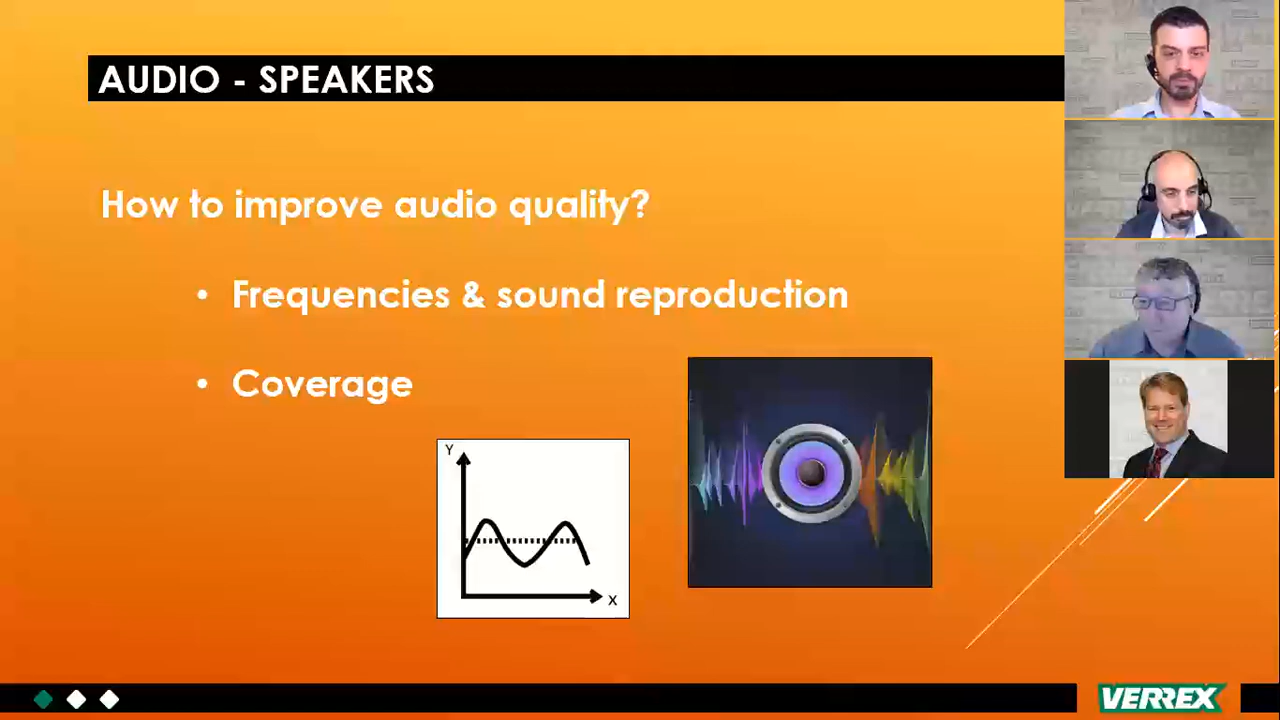 AUDIO - SPEAKERS
How to improve audio quality?
• Frequencies & sound reproduction
• Coverage
Y
X
VERREX